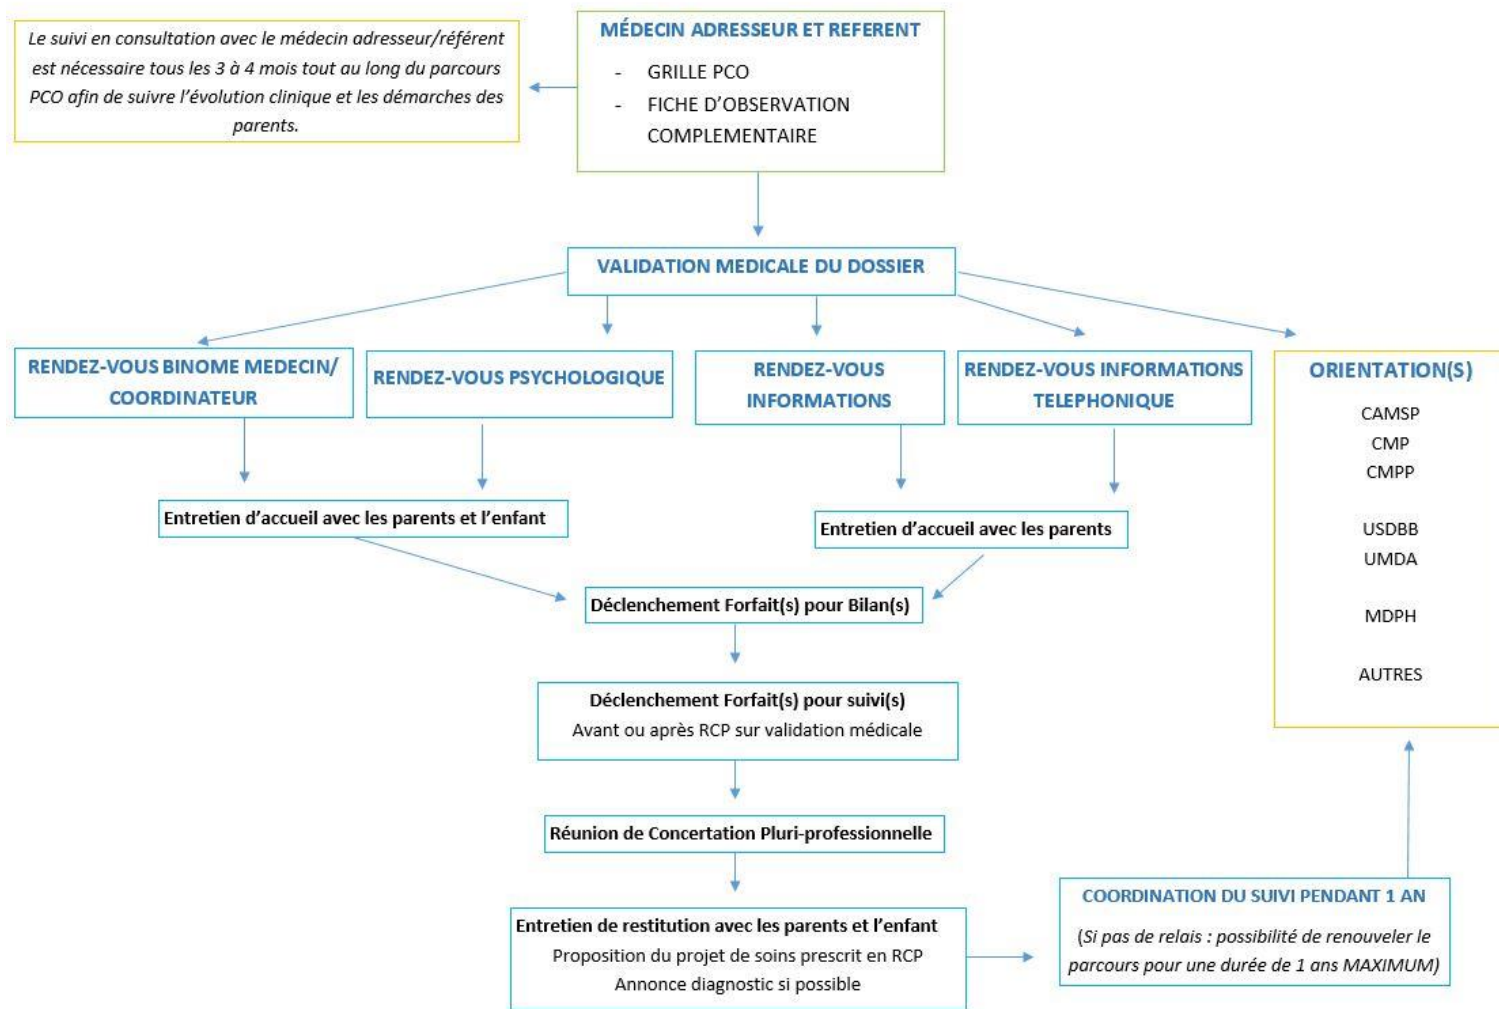 Le suivi en consultation avec le médecin adresseur/référent
est nécessaire tous les 3 à 4 mois tout au long du parcours
PCO afin de suivre l'évolution clinique et les démarches des
parents.
MÉDECIN ADRESSEUR ET REFERENT
- GRILLE PCO
- FICHE D'OBSERVATION
COMPLEMENTAIRE
VALIDATION MEDICALE DU DOSSIER
RENDEZ-VOUS BINOME MEDECIN/
COORDINATEUR
RENDEZ-VOUS PSYCHOLOGIQUE
RENDEZ-VOUS
INFORMATIONS
RENDEZ-VOUS INFORMATIONS
TELEPHONIQUE
ORIENTATION(S)
CAMSP
CMP
CMPP
USDBB
UMDA
MDPH
AUTRES
Entretien d'accueil avec les parents et l'enfant
Entretien d'accueil avec les parents
Déclenchement Forfait(s) pour Bilan(s)
Déclenchement Forfait(s) pour suivi(s)
Avant ou après RCP sur validation médicale
Réunion de Concertation Pluri-professionnelle
Entretien de restitution avec les parents et l'enfant
Proposition du projet de soins prescrit en RCP
Annonce diagnostic si possible
COORDINATION DU SUIVI PENDANT 1 AN
(Si pas de relais : possibilité de renouveler le
parcours pour une durée de 1 ans MAXIMUM)